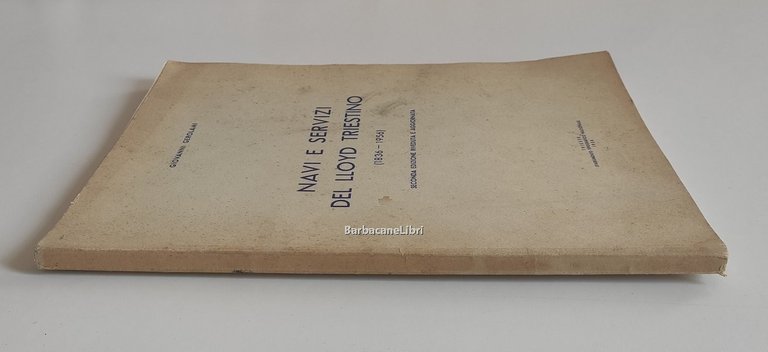 GIOVANNI GEROLAMI
NAVI E SERVIZI
DEL LLOYD TRIESTINO
(1836 - 1956)
SECONDA EDIZIONE RIVEDUTA E AGGIORNATA
BarbacaneLibri